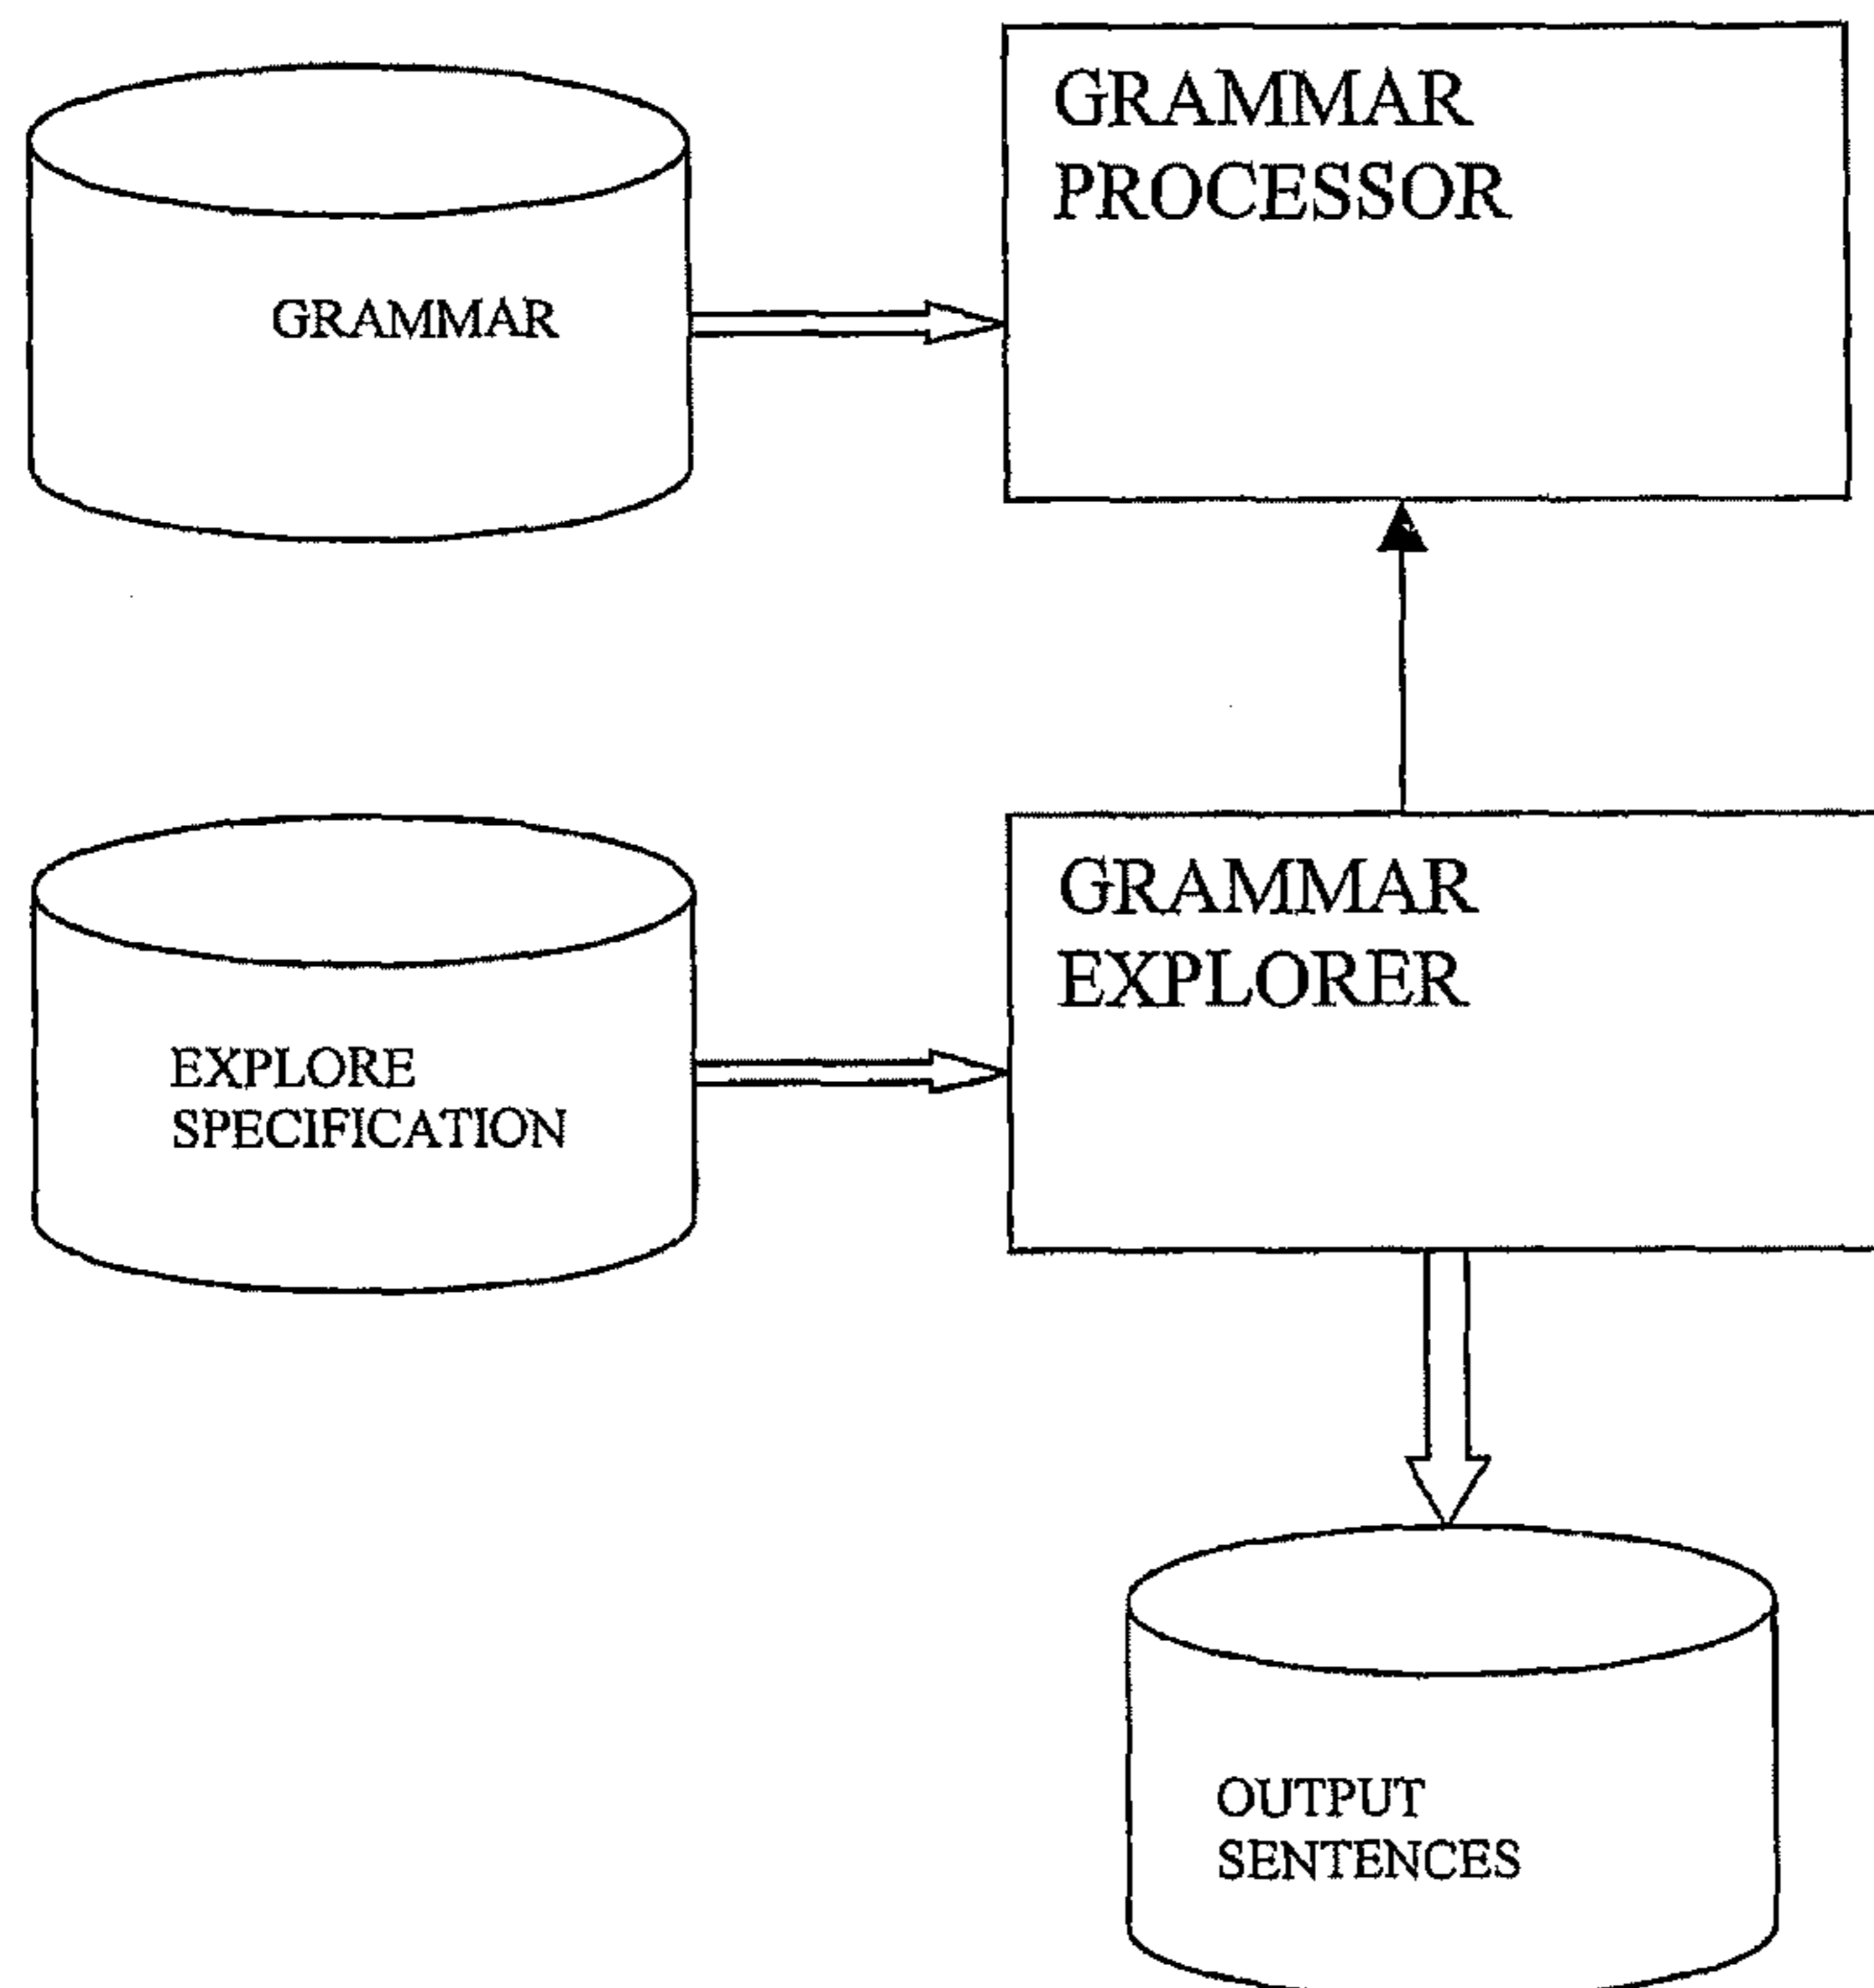 GRAMMAR
PROCESSOR
GRAMMAR
GRAMMAR
EXPLORER
EXPLORE
SPECIFICATION
OUTPUT
SENTENCES